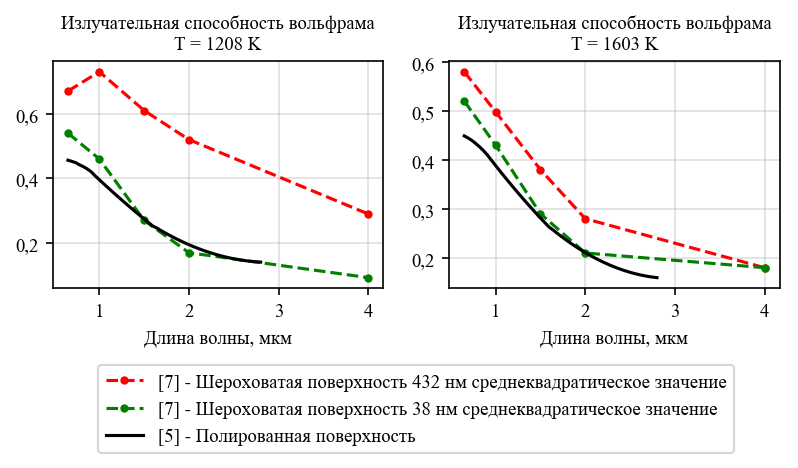 Излучательная способность вольфрама
T = 1208 K
0,6
0,4
0,2
1
2
3
4
Длина волны, мкм
Излучательная способность вольфрама
T = 1603 K
0,6
0,5
0,4
0,3
0,2
1
2
3
4
Длина волны, мкм
[7] - Шероховатая поверхность 432 нм среднеквадратическое значение
[7] - Шероховатая поверхность 38 нм среднеквадратическое значение
[5] - Полированная поверхность